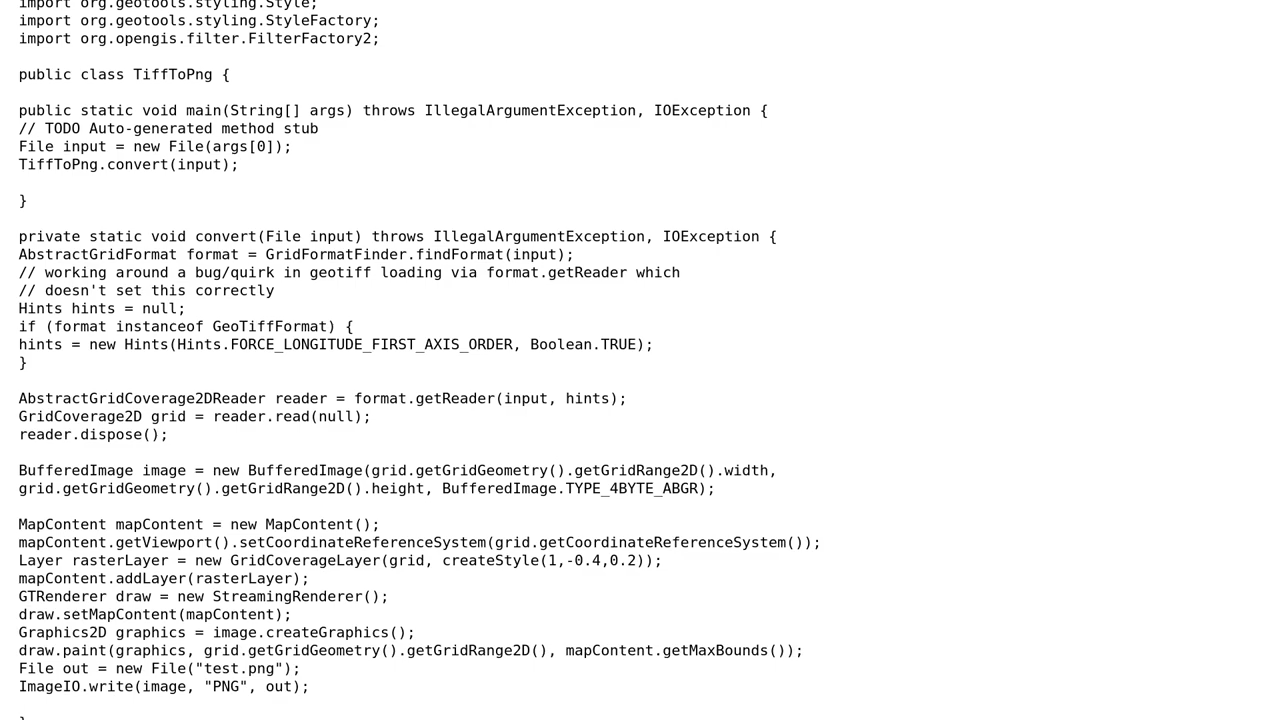 import org.geotools.styling.Style;
import org.geotools.styling.StyleFactory;
import org.opengis.filter.FilterFactory2;
public class TiffToPng {
public static void main(String[] args) throws IllegalArgumentException, IOException {
// TODO Auto-generated method stub
File input = new File(args[0]);
TiffToPng.convert(input);
}
private static void convert(File input) throws IllegalArgumentException, IOException {
AbstractGridFormat format = GridFormatFinder.findFormat(input);
// working around a bug/quirk in geotiff loading via format.getReader which
// doesn't set this correctly
Hints hints = null;
if (format instanceof GeoTiffFormat) {
hints = new Hints(Hints.FORCE_LONGITUDE_FIRST_AXIS_ORDER, Boolean.TRUE);
}
AbstractGridCoverage2DReader reader = format.getReader(input, hints);
GridCoverage2D grid = reader.read(null);
reader.dispose();
BufferedImage image = new BufferedImage(grid.getGridGeometry().getGridRange2D().width,
grid.getGridGeometry().getGridRange2D().height, BufferedImage.TYPE_4BYTE_ABGR);
MapContent mapContent = new MapContent();
mapContent.getViewport().setCoordinateReferenceSystem(grid.getCoordinateReferenceSystem());
Layer rasterLayer = new GridCoverageLayer(grid, createStyle(1,-0.4,0.2));
mapContent.addLayer(rasterLayer);
GTRenderer draw = new StreamingRenderer();
draw.setMapContent(mapContent);
Graphics2D graphics = image.createGraphics();
draw.paint(graphics, grid.getGridGeometry().getGridRange2D(), mapContent.getMaxBounds());
File out = new File("test.png");
ImageIO.write(image, "PNG", out);
}